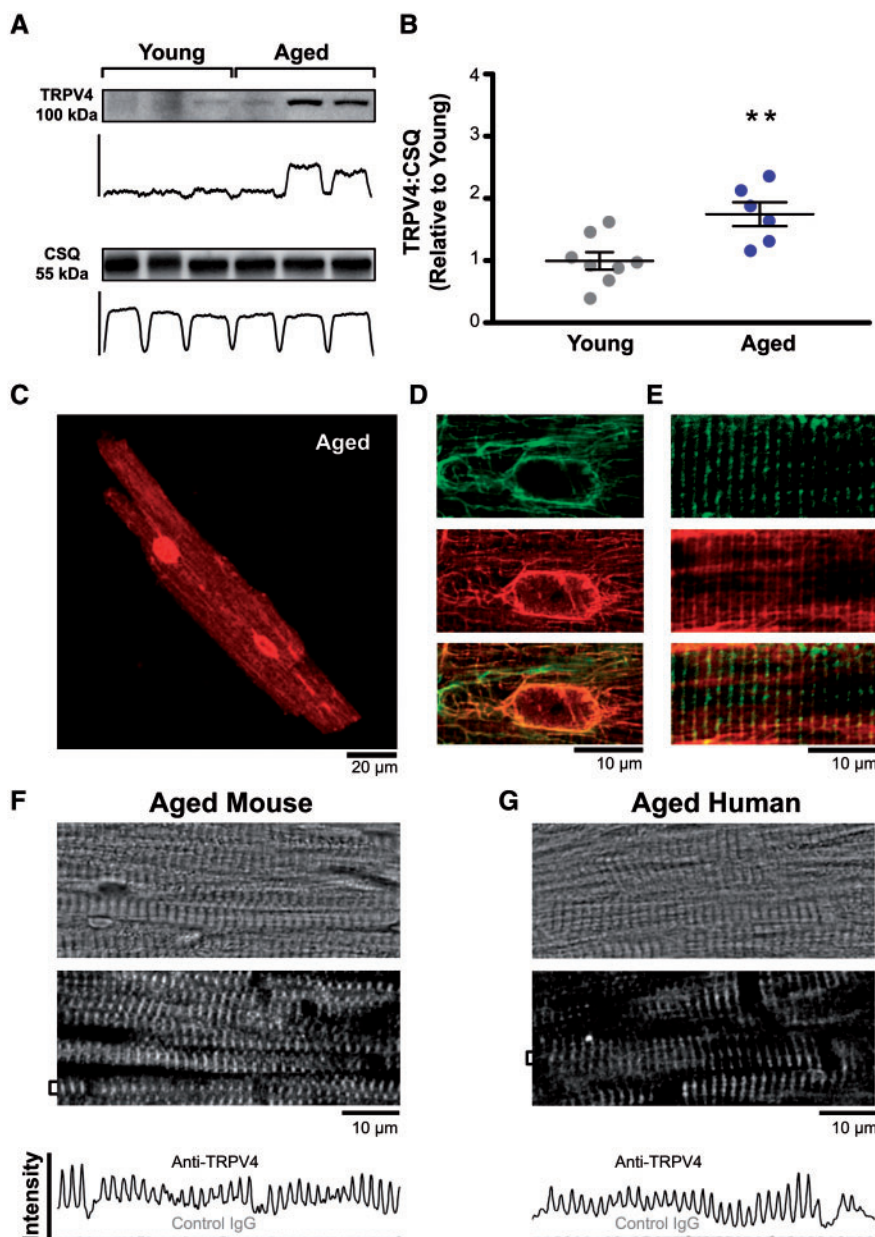 A
Young
Aged
TRPV4
100 kDa
CSQ
55 kDa
B
TRPV4:CSQ
(Relative to Young)
4
3
2
1
0
**
Young
Aged
C
Aged
20 µm
D
10 µm
E
10 µm
F
Aged Mouse
10 µm
Intensity
Anti-TRPV4
Control IgG
G
Aged Human
10 µm
Anti-TRPV4
Control IgG